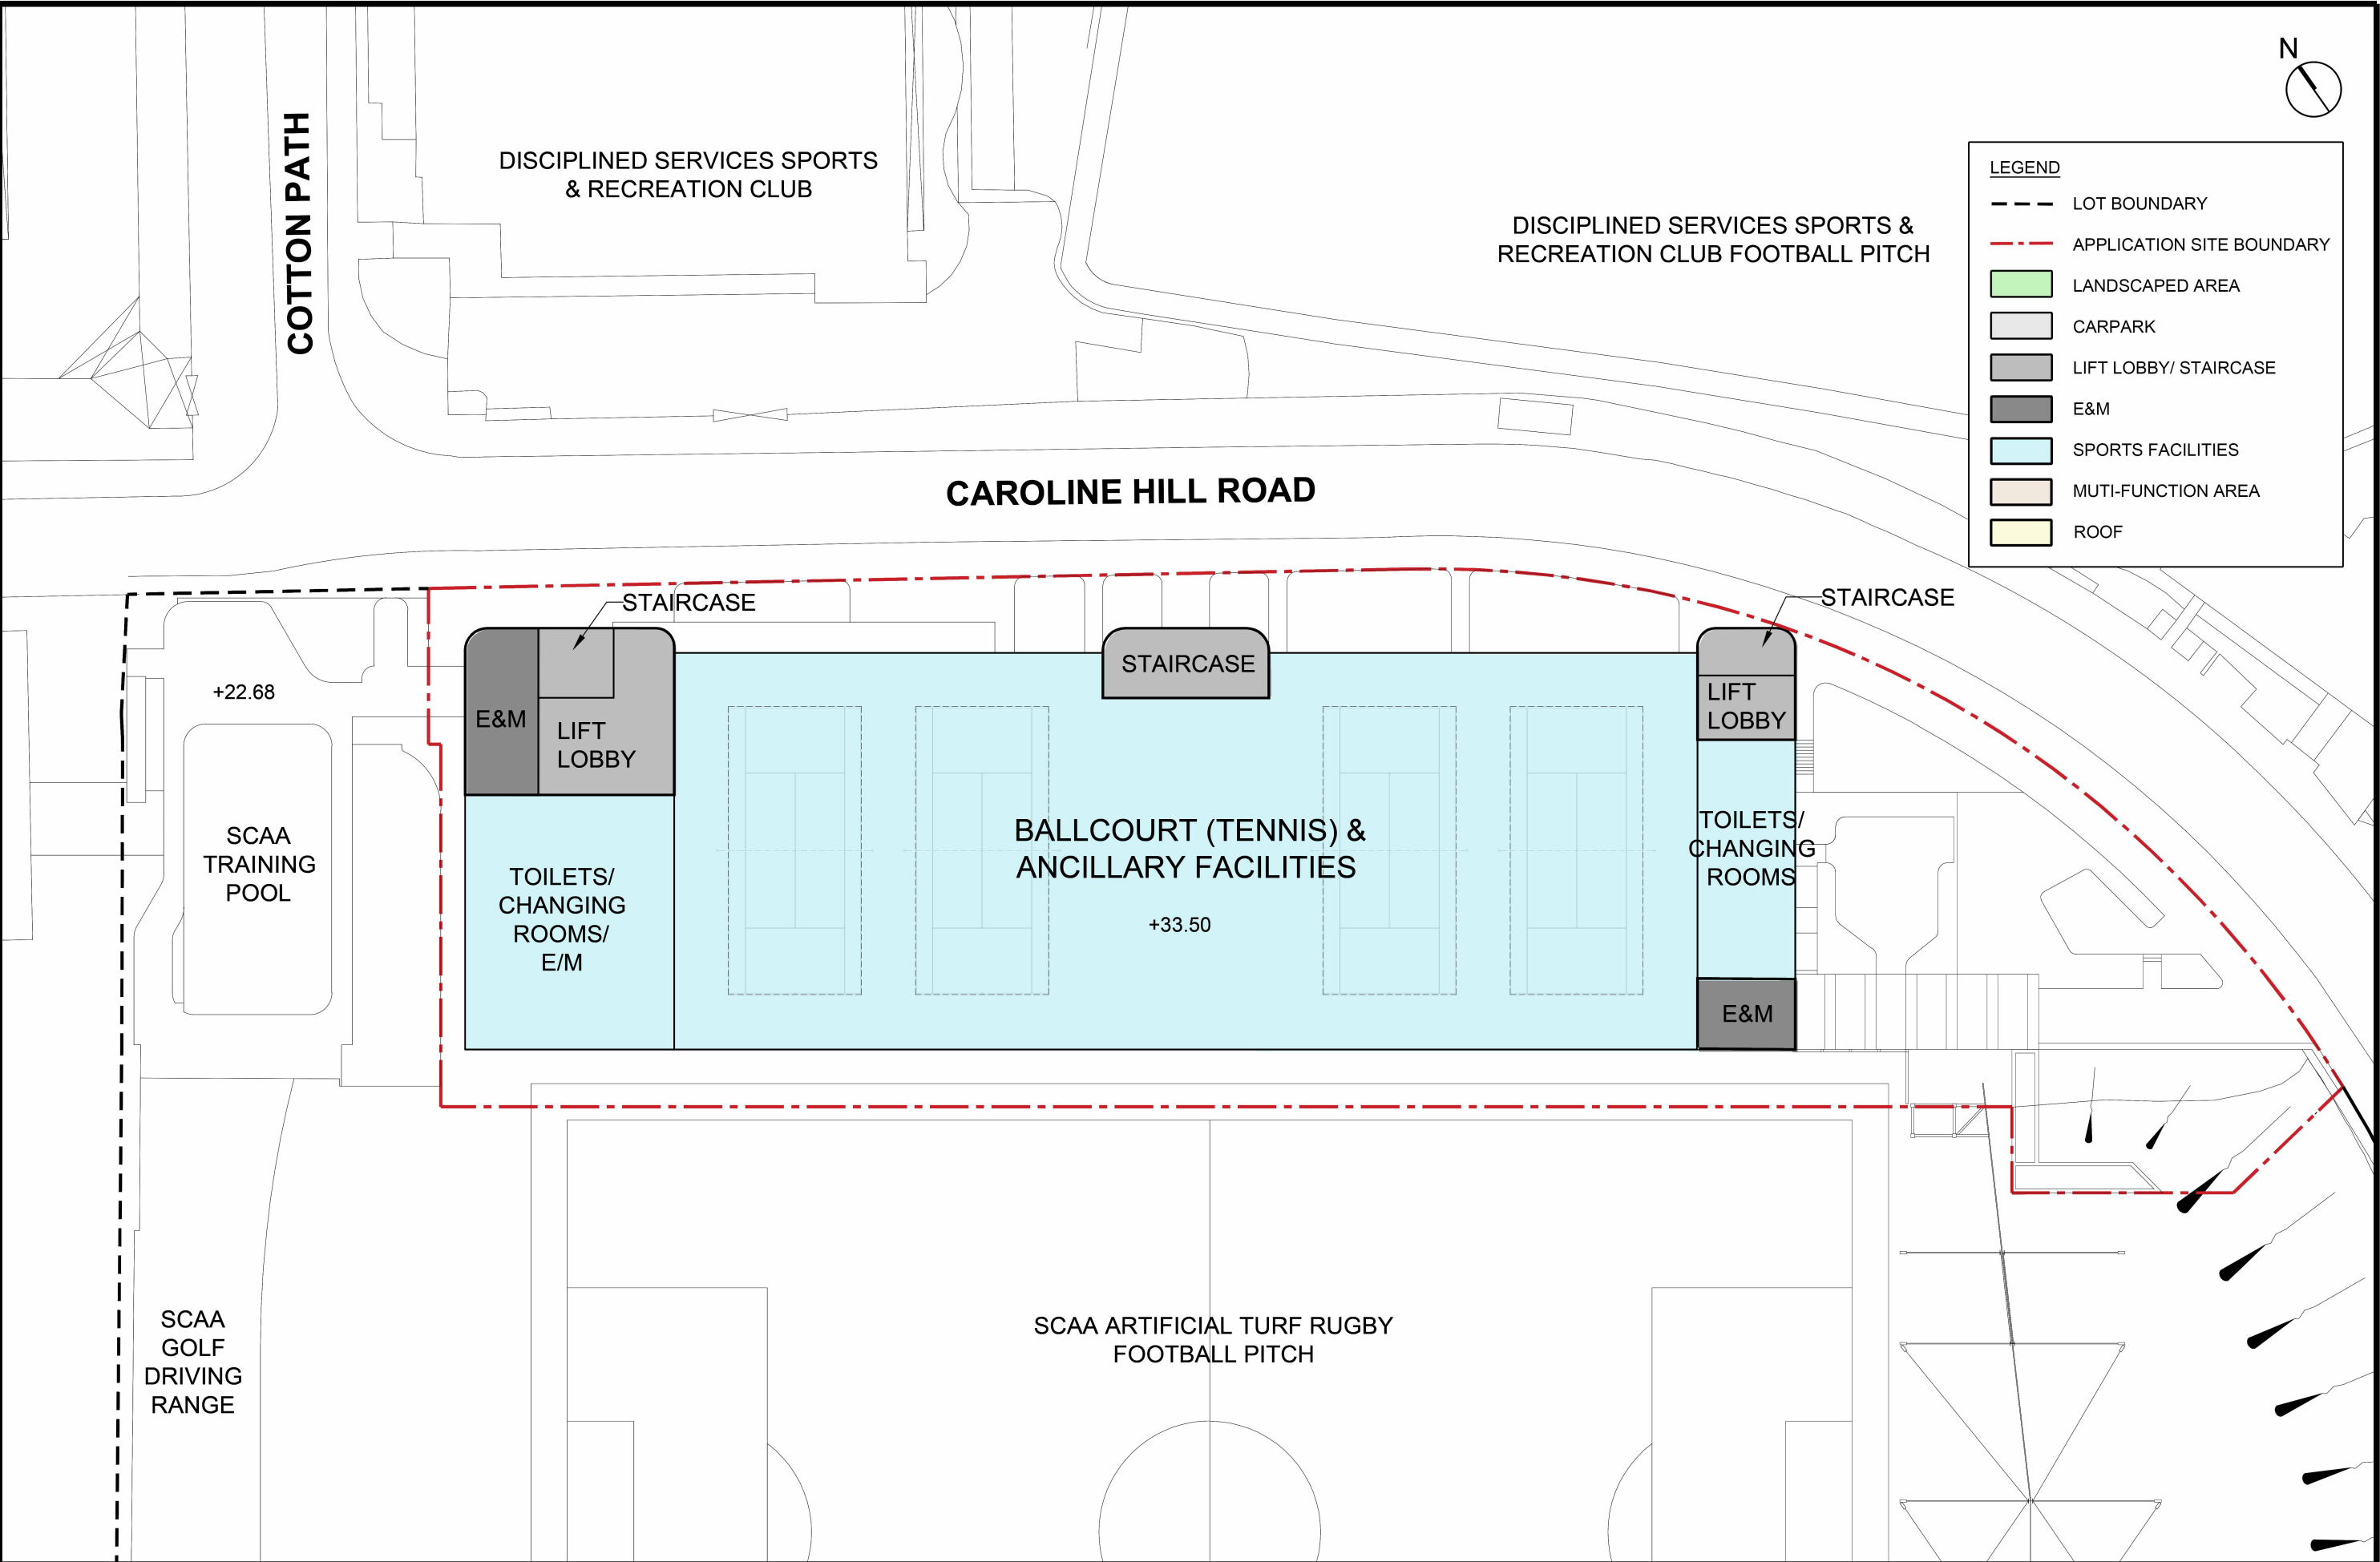 N
COTTON PATH
DISCIPLINED SERVICES SPORTS
& RECREATION CLUB
DISCIPLINED SERVICES SPORTS &
RECREATION CLUB FOOTBALL PITCH
LEGEND
LOT BOUNDARY
APPLICATION SITE BOUNDARY
LANDSCAPED AREA
CARPARK
LIFT LOBBY/ STAIRCASE
E&M
SPORTS FACILITIES
MUTI-FUNCTION AREA
ROOF
CAROLINE HILL ROAD
STAIRCASE
STAIRCASE
STAIRCASE
+22.68
E&M
LIFT
LOBBY
LIFT
LOBBY
SCAA
TRAINING
POOL
TOILETS/
CHANGING
ROOMS/
E/M
BALLCOURT (TENNIS) &
ANCILLARY FACILITIES
+33.50
TOILETS/
CHANGING
ROOMS
E&M
SCAA
GOLF
DRIVING
RANGE
SCAA ARTIFICIAL TURF RUGBY
FOOTBALL PITCH